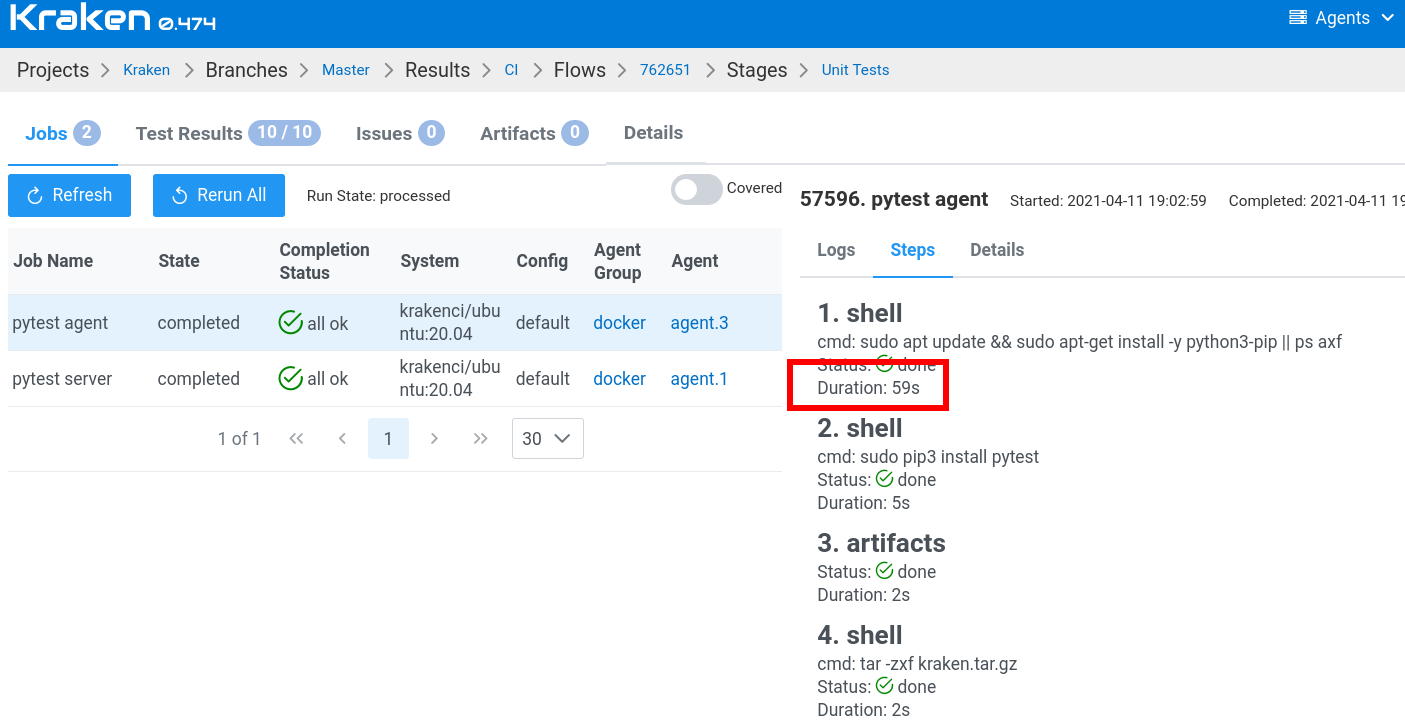 Kraken 0.474
Agents
Projects > Kraken > Branches > Master > Results > CI > Flows > 762651 > Stages > Unit Tests
Jobs 2 Test Results 10 / 10 Issues 0 Artifacts 0 Details
Refresh Rerun All Run State: processed Covered
Job Name State Completion Status System Config Agent Group Agent
pytest agent completed all ok krakenci/ubuntu:20.04 default docker agent.3
pytest server completed all ok krakenci/ubuntu:20.04 default docker agent.1
1 of 1 << < 1 > >> 30
57596. pytest agent Started: 2021-04-11 19:02:59 Completed: 2021-04-11 19
Logs Steps Details
1. shell
cmd: sudo apt update && sudo apt-get install -y python3-pip || ps axf
Status: done
Duration: 59s
2. shell
cmd: sudo pip3 install pytest
Status: done
Duration: 5s
3. artifacts
Status: done
Duration: 2s
4. shell
cmd: tar -zxf kraken.tar.gz
Status: done
Duration: 2s